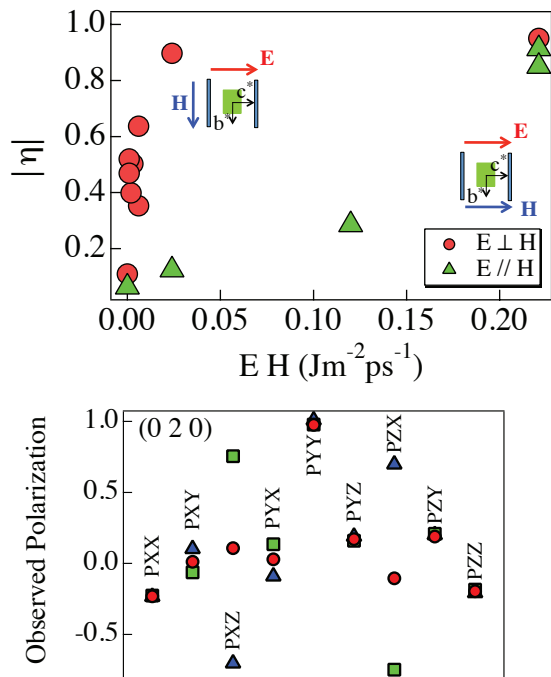 |η|
1.0
0.8
0.6
0.4
0.2
E
H
c*
b*
E
c*
b*
H
E ⊥ H
E // H
0.00 0.05 0.10 0.15 0.20
E H (Jm⁻²ps⁻¹)
Observed Polarization
1.0
0.5
0.0
-0.5
(0 2 0)
PXX
PXY
PXZ
PYX
PYY
PYZ
PZX
PZY
PZZ